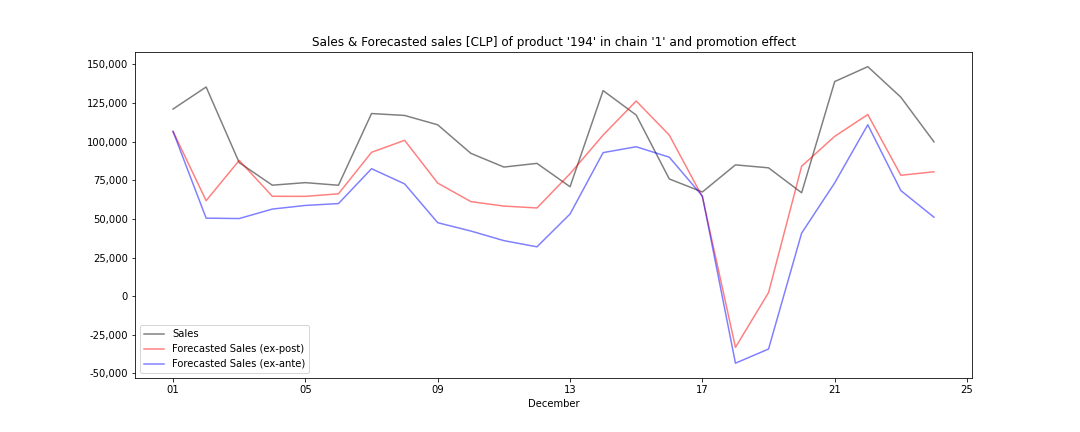 Sales & Forecasted sales [CLP] of product '194' in chain '1' and promotion effect
150,000
125,000
100,000
75,000
50,000
25,000
0
-25,000
-50,000
Sales
Forecasted Sales (ex-post)
Forecasted Sales (ex-ante)
01 05 09 13 17 21 25
December